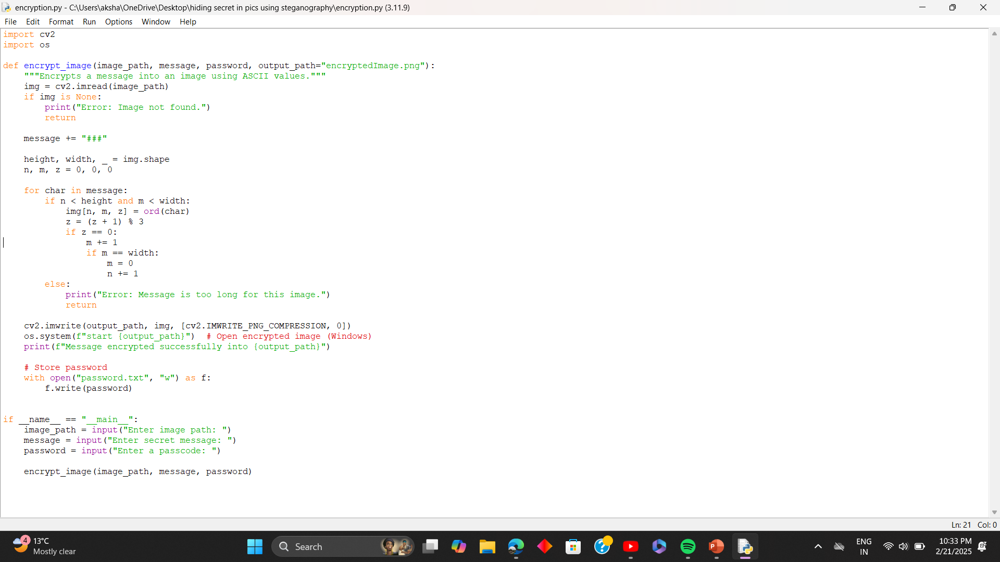 encryption.py - C:\Users\aksha\OneDrive\Desktop\hiding secret in pics using steganography\encryption.py (3.11.9)
File Edit Format Run Options Window Help
import cv2
import os

def encrypt_image(image_path, message, password, output_path="encryptedImage.png"):
    """Encrypts a message into an image using ASCII values."""
    img = cv2.imread(image_path)
    if img is None:
        print("Error: Image not found.")
        return

    message += "###"

    height, width, _ = img.shape
    n, m, z = 0, 0, 0

    for char in message:
        if n < height and m < width:
            img[n, m, z] = ord(char)
            z = (z + 1) % 3
            if z == 0:
                m += 1
                if m == width:
                    m = 0
                    n += 1
        else:
            print("Error: Message is too long for this image.")
            return

    cv2.imwrite(output_path, img, [cv2.IMWRITE_PNG_COMPRESSION, 0])
    os.system(f"start {output_path}")  # Open encrypted image (Windows)
    print(f"Message encrypted successfully into {output_path}")

    # Store password
    with open("password.txt", "w") as f:
        f.write(password)


if __name__ == "__main__":
    image_path = input("Enter image path: ")
    message = input("Enter secret message: ")
    password = input("Enter a passcode: ")

    encrypt_image(image_path, message, password)
Ln: 21 Col: 0
4
13°C
Mostly clear
Search
P
ENG
IN
10:33 PM
2/21/2025